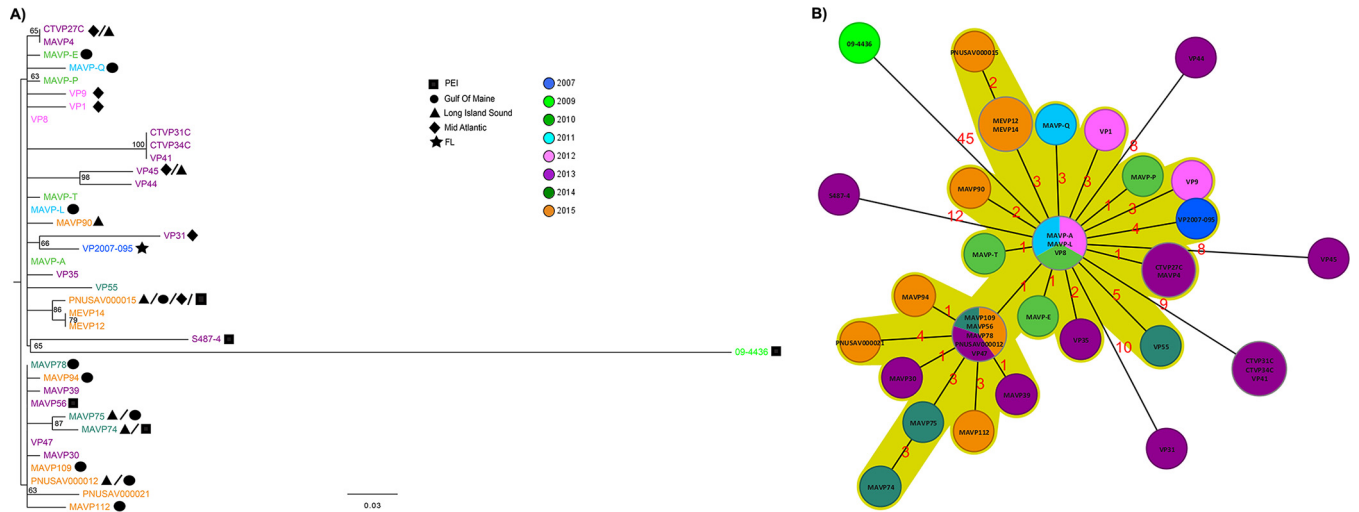 A)
65
CTVP27C
MAVP4
MAVP-E
MAVP-Q
63
MAVP-P
VP9
VP1
VP8
CTVP31C
100
CTVP34C
VP41
VP45
98
VP44
MAVP-T
MAVP-L
MAVP90
VP31
66
VP2007-095
MAVP-A
VP35
VP55
PNUSAV000015
86
MEVP14
79
MEVP12
S487-4
65
09-4436
MAVP78
MAVP94
MAVP39
MAVP56
MAVP75
87
MAVP74
VP47
MAVP30
MAVP109
PNUSAV000012
63
PNUSAV000021
MAVP112
0.03
PEI
Gulf Of Maine
Long Island Sound
Mid Atlantic
FL
2007
2009
2010
2011
2012
2013
2014
2015
B)
09-4436
PNUSAV000015
VP44
2
MEVP12
MEVP14
MAVP-Q
VP1
45
8
MAVP-P
VP9
3
3
3
MAVP90
S487-4
1
3
2
12
4
VP2007-095
MAVP-A
MAVP-L
VP8
MAVP-T
1
1
8
VP45
CTVP27C
MAVP4
MAVP94
1
1
2
5
9
1
MAVP109
MAVP56
MAVP78
PNUSAV000012
VP47
MAVP-E
4
PNUSAV000021
VP35
10
VP55
1
3
3
1
MAVP30
MAVP39
CTVP31C
CTVP34C
VP41
MAVP75
MAVP112
3
VP31
MAVP74